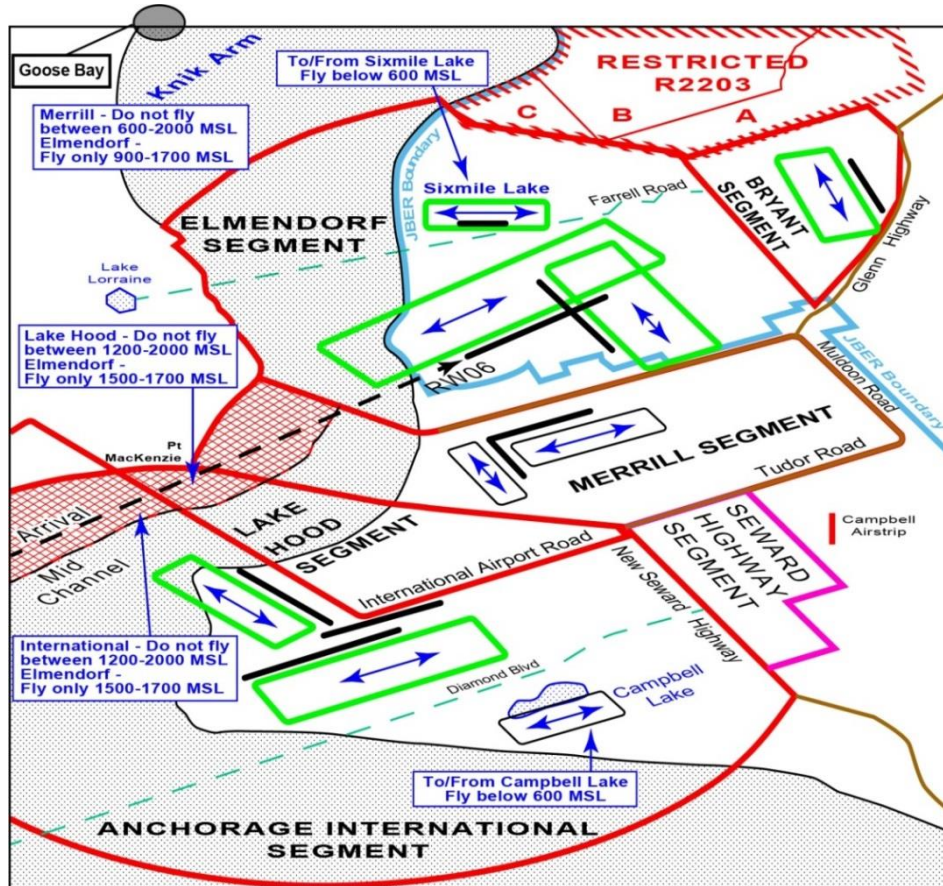 Goose Bay
Knik Arm
To/From Sixmile Lake
Fly below 600 MSL
RESTRICTED
R2203
C
B
A
Merrill - Do not fly
between 600-2000 MSL
Elmendorf -
Fly only 900-1700 MSL
JBER Boundary
Sixmile Lake
Farrell Road
BRYANT
SEGMENT
Glenn Highway
ELMENDORF
SEGMENT
Lake
Lorraine
Lake Hood - Do not fly
between 1200-2000 MSL
Elmendorf -
Fly only 1500-1700 MSL
RW06
JBER Boundary
Muldoon Road
Pt
MacKenzie
MERRILL SEGMENT
Tudor Road
Arrival
Mid
Channel
LAKE
HOOD
SEGMENT
International Airport Road
New Seward Highway
SEWARD
HIGHWAY
SEGMENT
Campbell
Airstrip
International - Do not fly
between 1200-2000 MSL
Elmendorf -
Fly only 1500-1700 MSL
Diamond Blvd
Campbell
Lake
To/From Campbell Lake
Fly below 600 MSL
ANCHORAGE INTERNATIONAL
SEGMENT